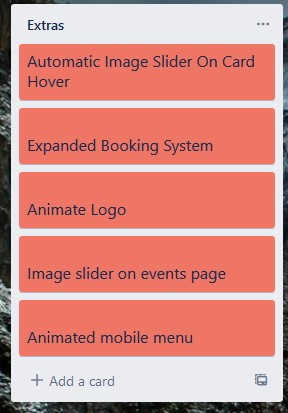 Extras
Automatic Image Slider On Card
Hover
Expanded Booking System
Animate Logo
Image slider on events page
Animated mobile menu
Add a card